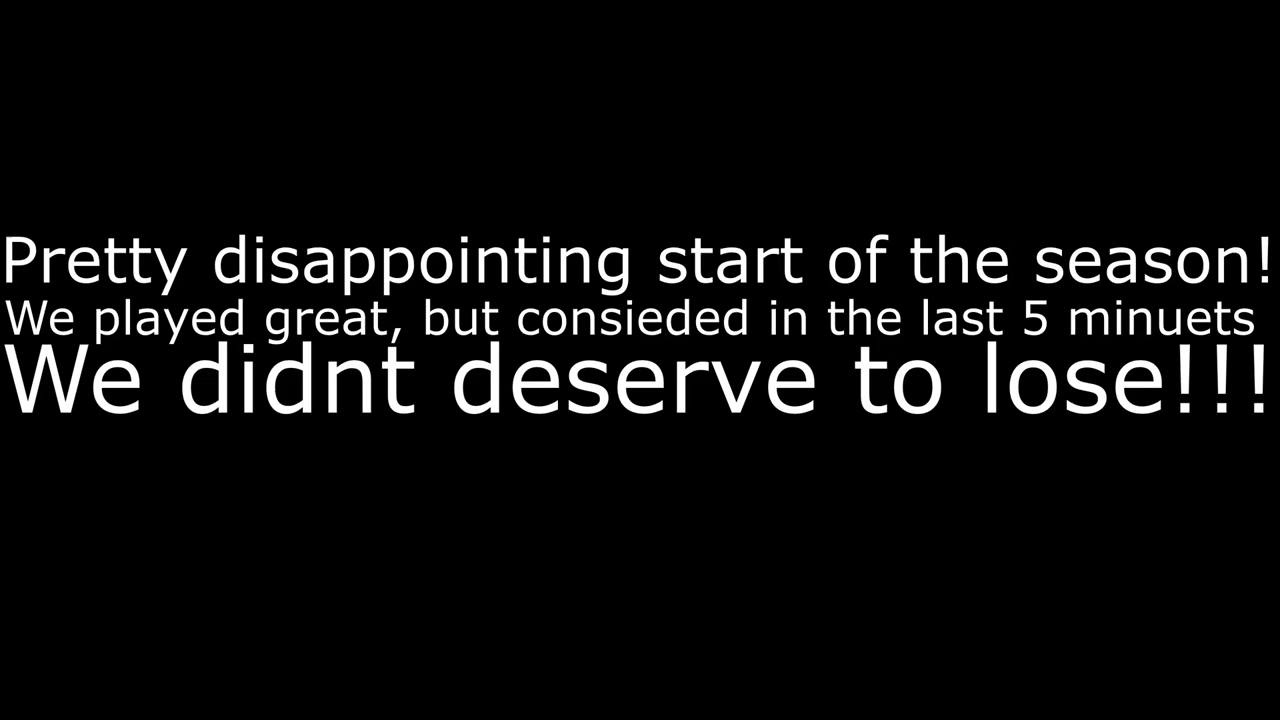 Pretty disappointing start of the season!
We played great, but consieded in the last 5 minuets
We didnt deserve to lose!!!